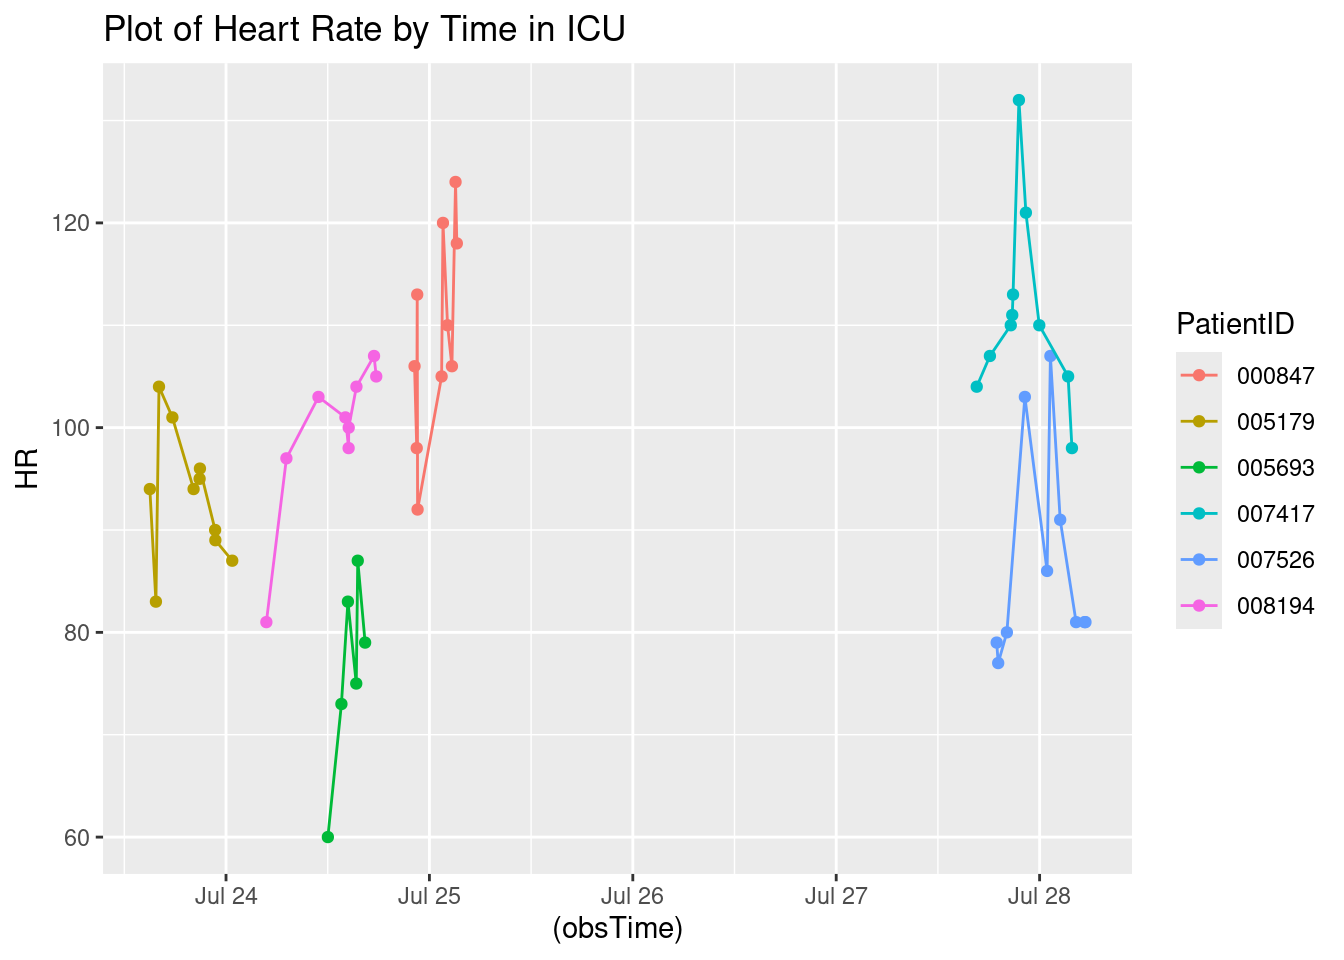 Plot of Heart Rate by Time in ICU
HR
120
100
80
60
Jul 24
Jul 25
Jul 26
Jul 27
Jul 28
(obsTime)
PatientID
000847
005179
005693
007417
007526
008194